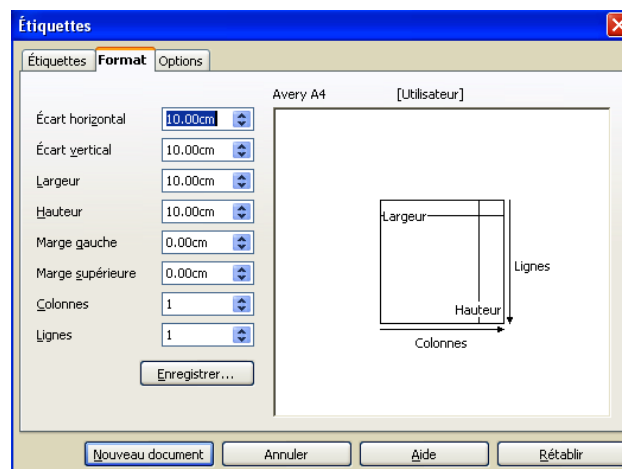 Étiquettes
Étiquettes Format Options
Avery A4 [Utilisateur]
Écart horizontal 10.00cm
Écart vertical 10.00cm
Largeur 10.00cm
Hauteur 10.00cm
Marge gauche 0.00cm
Marge supérieure 0.00cm
Colonnes 1
Lignes 1
Enregistrer...
Largeur
Lignes
Hauteur
Colonnes
Nouveau document Annuler Aide Rétablir